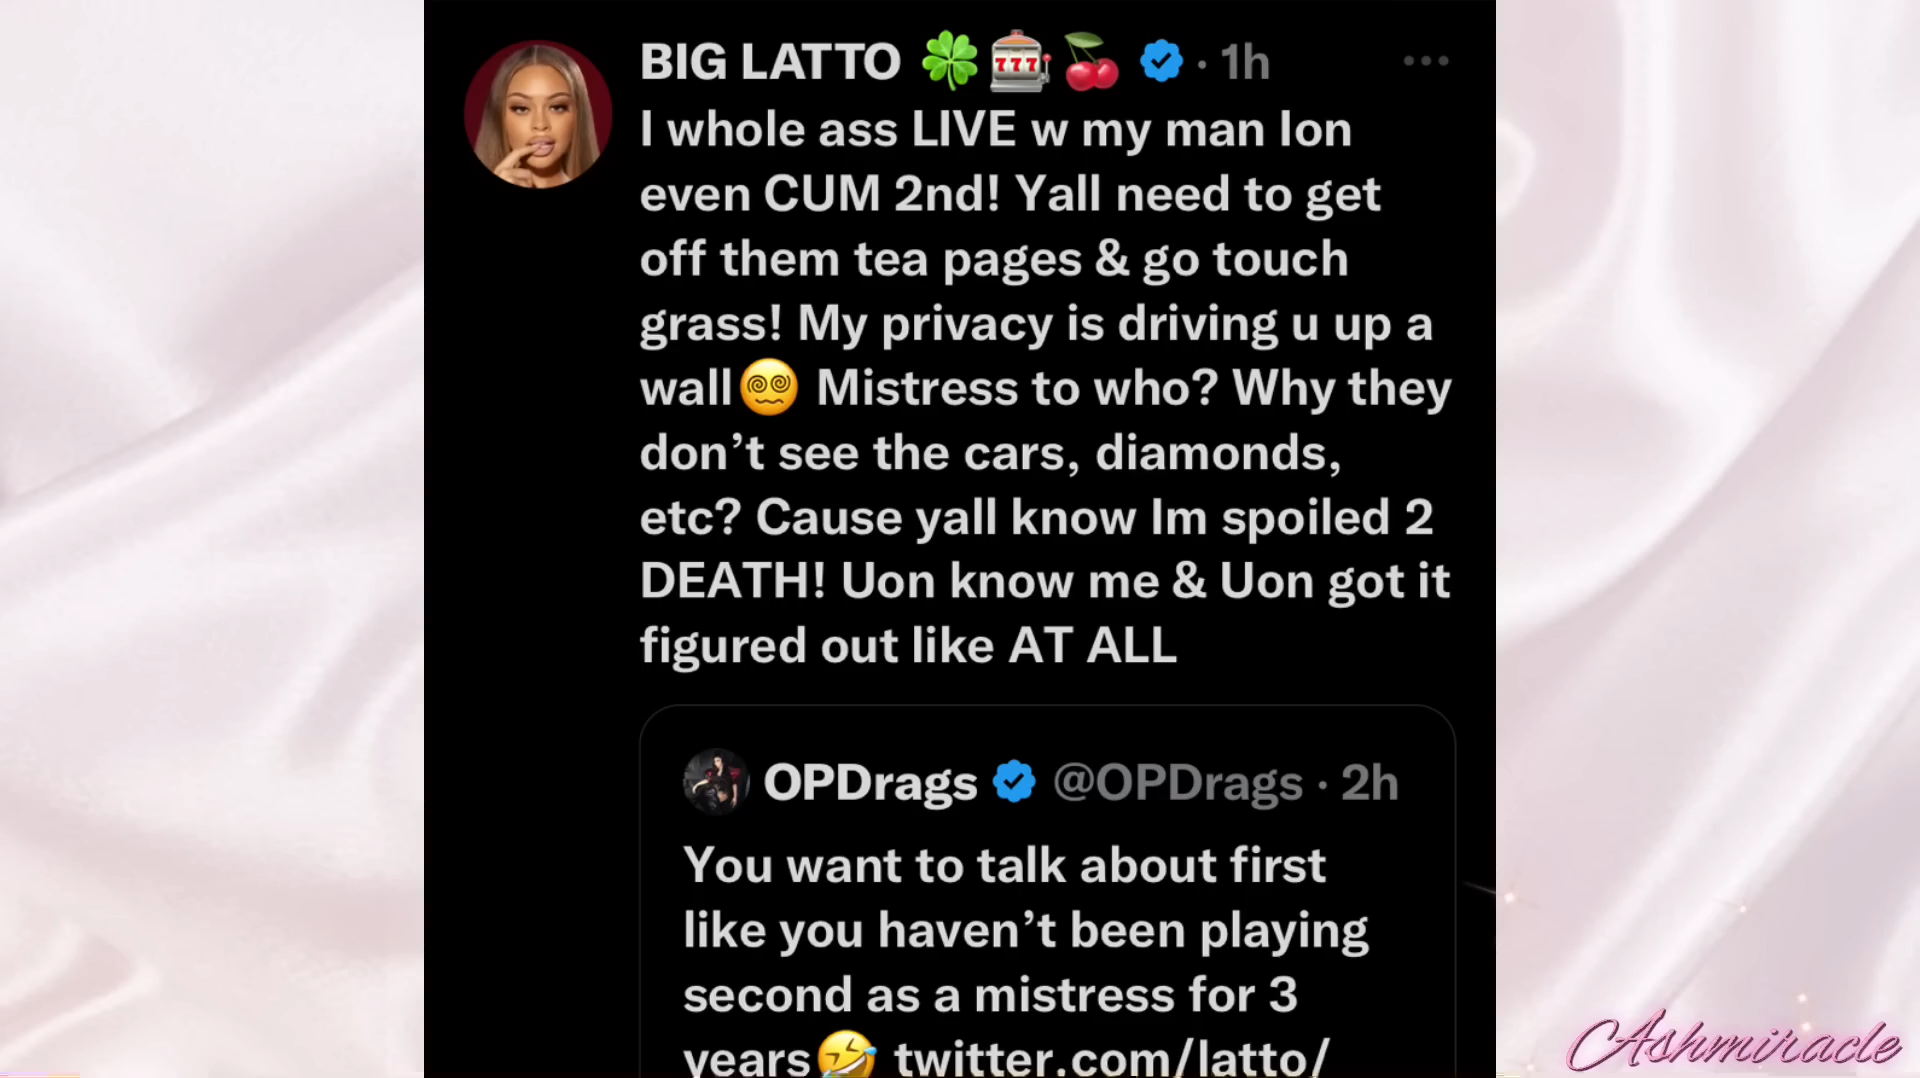 BIG LATTO 🍀🎰🍒 · 1h
I whole ass LIVE w my man Ion
even CUM 2nd! Yall need to get
off them tea pages & go touch
grass! My privacy is driving u up a
wall😵‍💫 Mistress to who? Why they
don’t see the cars, diamonds,
etc? Cause yall know Im spoiled 2
DEATH! Uon know me & Uon got it
figured out like AT ALL
OPDrags @OPDrags · 2h
You want to talk about first
like you haven’t been playing
second as a mistress for 3
years🤣 twitter.com/latto/
Ashmiracle